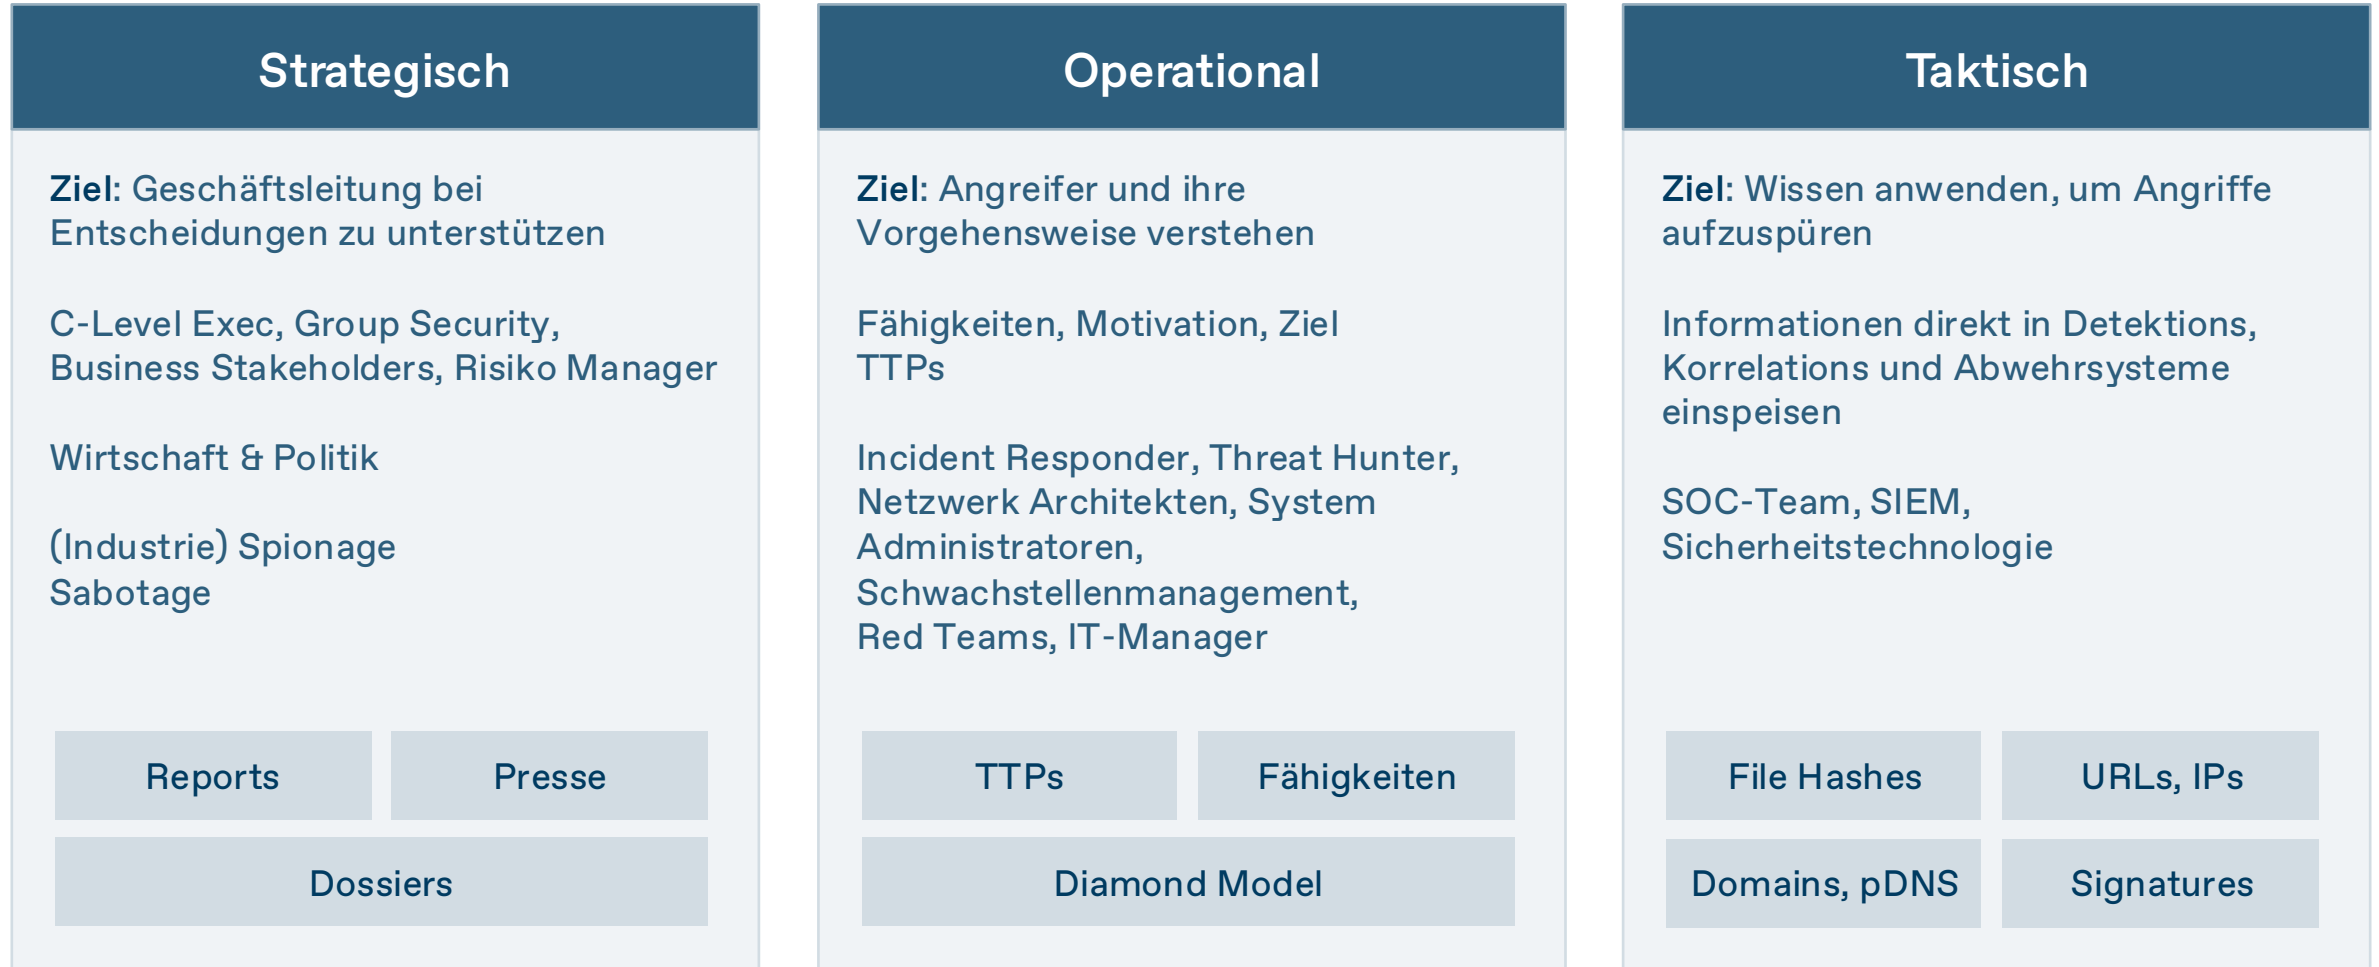 Strategisch
Ziel: Geschäftsleitung bei
Entscheidungen zu unterstützen
C-Level Exec, Group Security,
Business Stakeholders, Risiko Manager
Wirtschaft & Politik
(Industrie) Spionage
Sabotage
Reports
Presse
Dossiers
Operational
Ziel: Angreifer und ihre
Vorgehensweise verstehen
Fähigkeiten, Motivation, Ziel
TTPs
Incident Responder, Threat Hunter,
Netzwerk Architekten, System
Administratoren,
Schwachstellenmanagement,
Red Teams, IT-Manager
TTPs
Fähigkeiten
Diamond Model
Taktisch
Ziel: Wissen anwenden, um Angriffe
aufzuspüren
Informationen direkt in Detektions,
Korrelations und Abwehrsysteme
einspeisen
SOC-Team, SIEM,
Sicherheitstechnologie
File Hashes
URLs, IPs
Domains, pDNS
Signatures